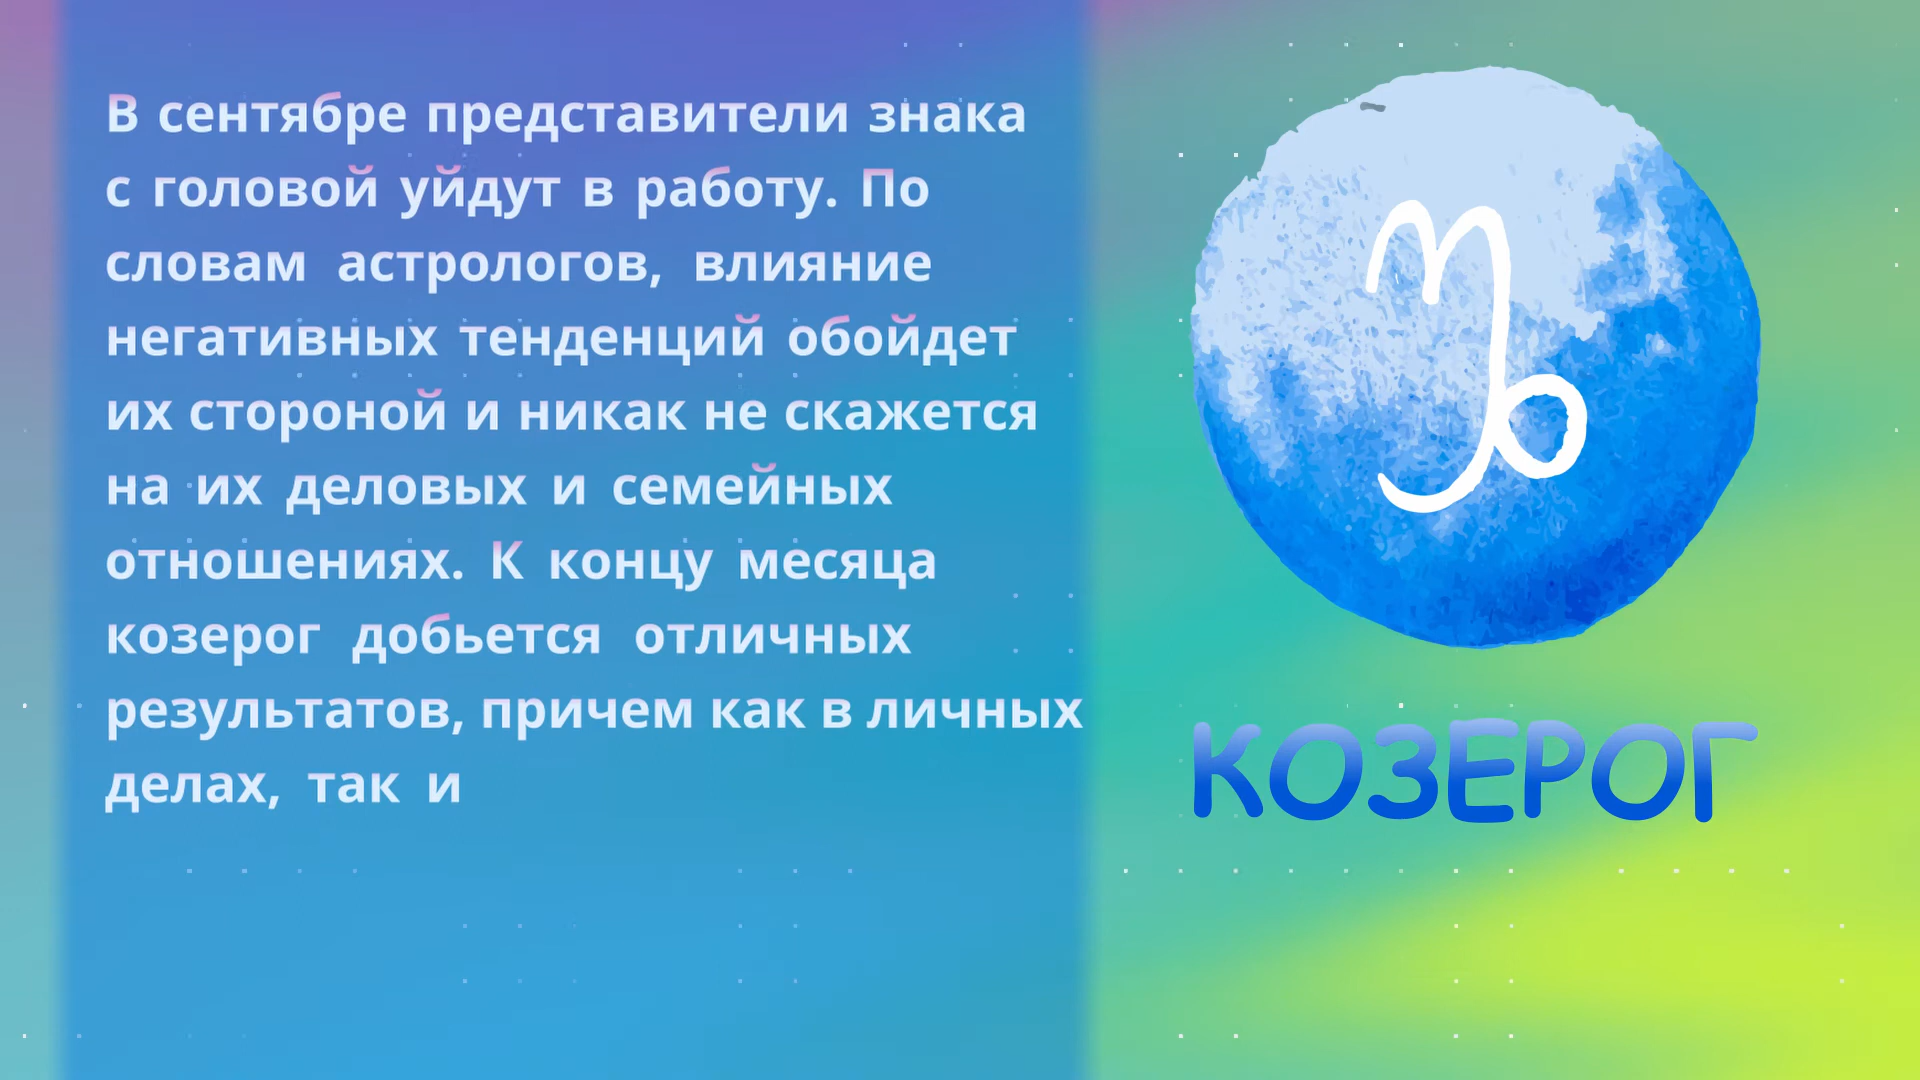 В сентябре представители знака
с головой уйдут в работу. По
словам астрологов, влияние
негативных тенденций обойдет
их стороной и никак не скажется
на их деловых и семейных
отношениях. К концу месяца
козерог добьется отличных
результатов, причем как в личных
делах, так и
КОЗЕРОГ